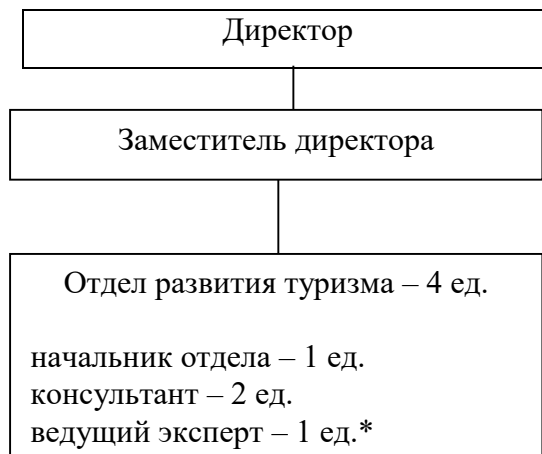 Директор
Заместитель директора
Отдел развития туризма – 4 ед.
начальник отдела – 1 ед.
консультант – 2 ед.
ведущий эксперт – 1 ед.*